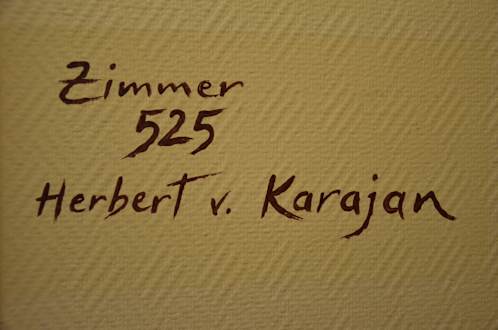 Zimmer
525
Herbert v. Karajan